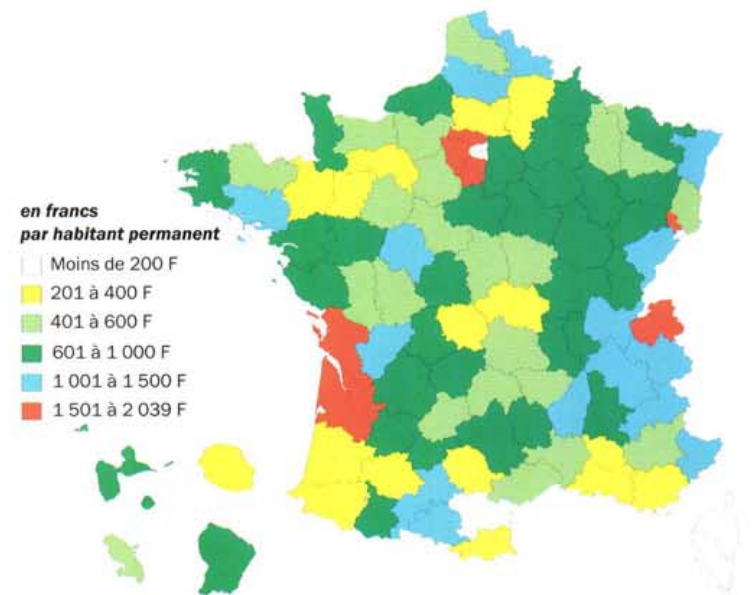 en francs
par habitant permanent
Moins de 200 F
201 à 400 F
401 à 600 F
601 à 1 000 F
1 001 à 1 500 F
1 501 à 2 039 F